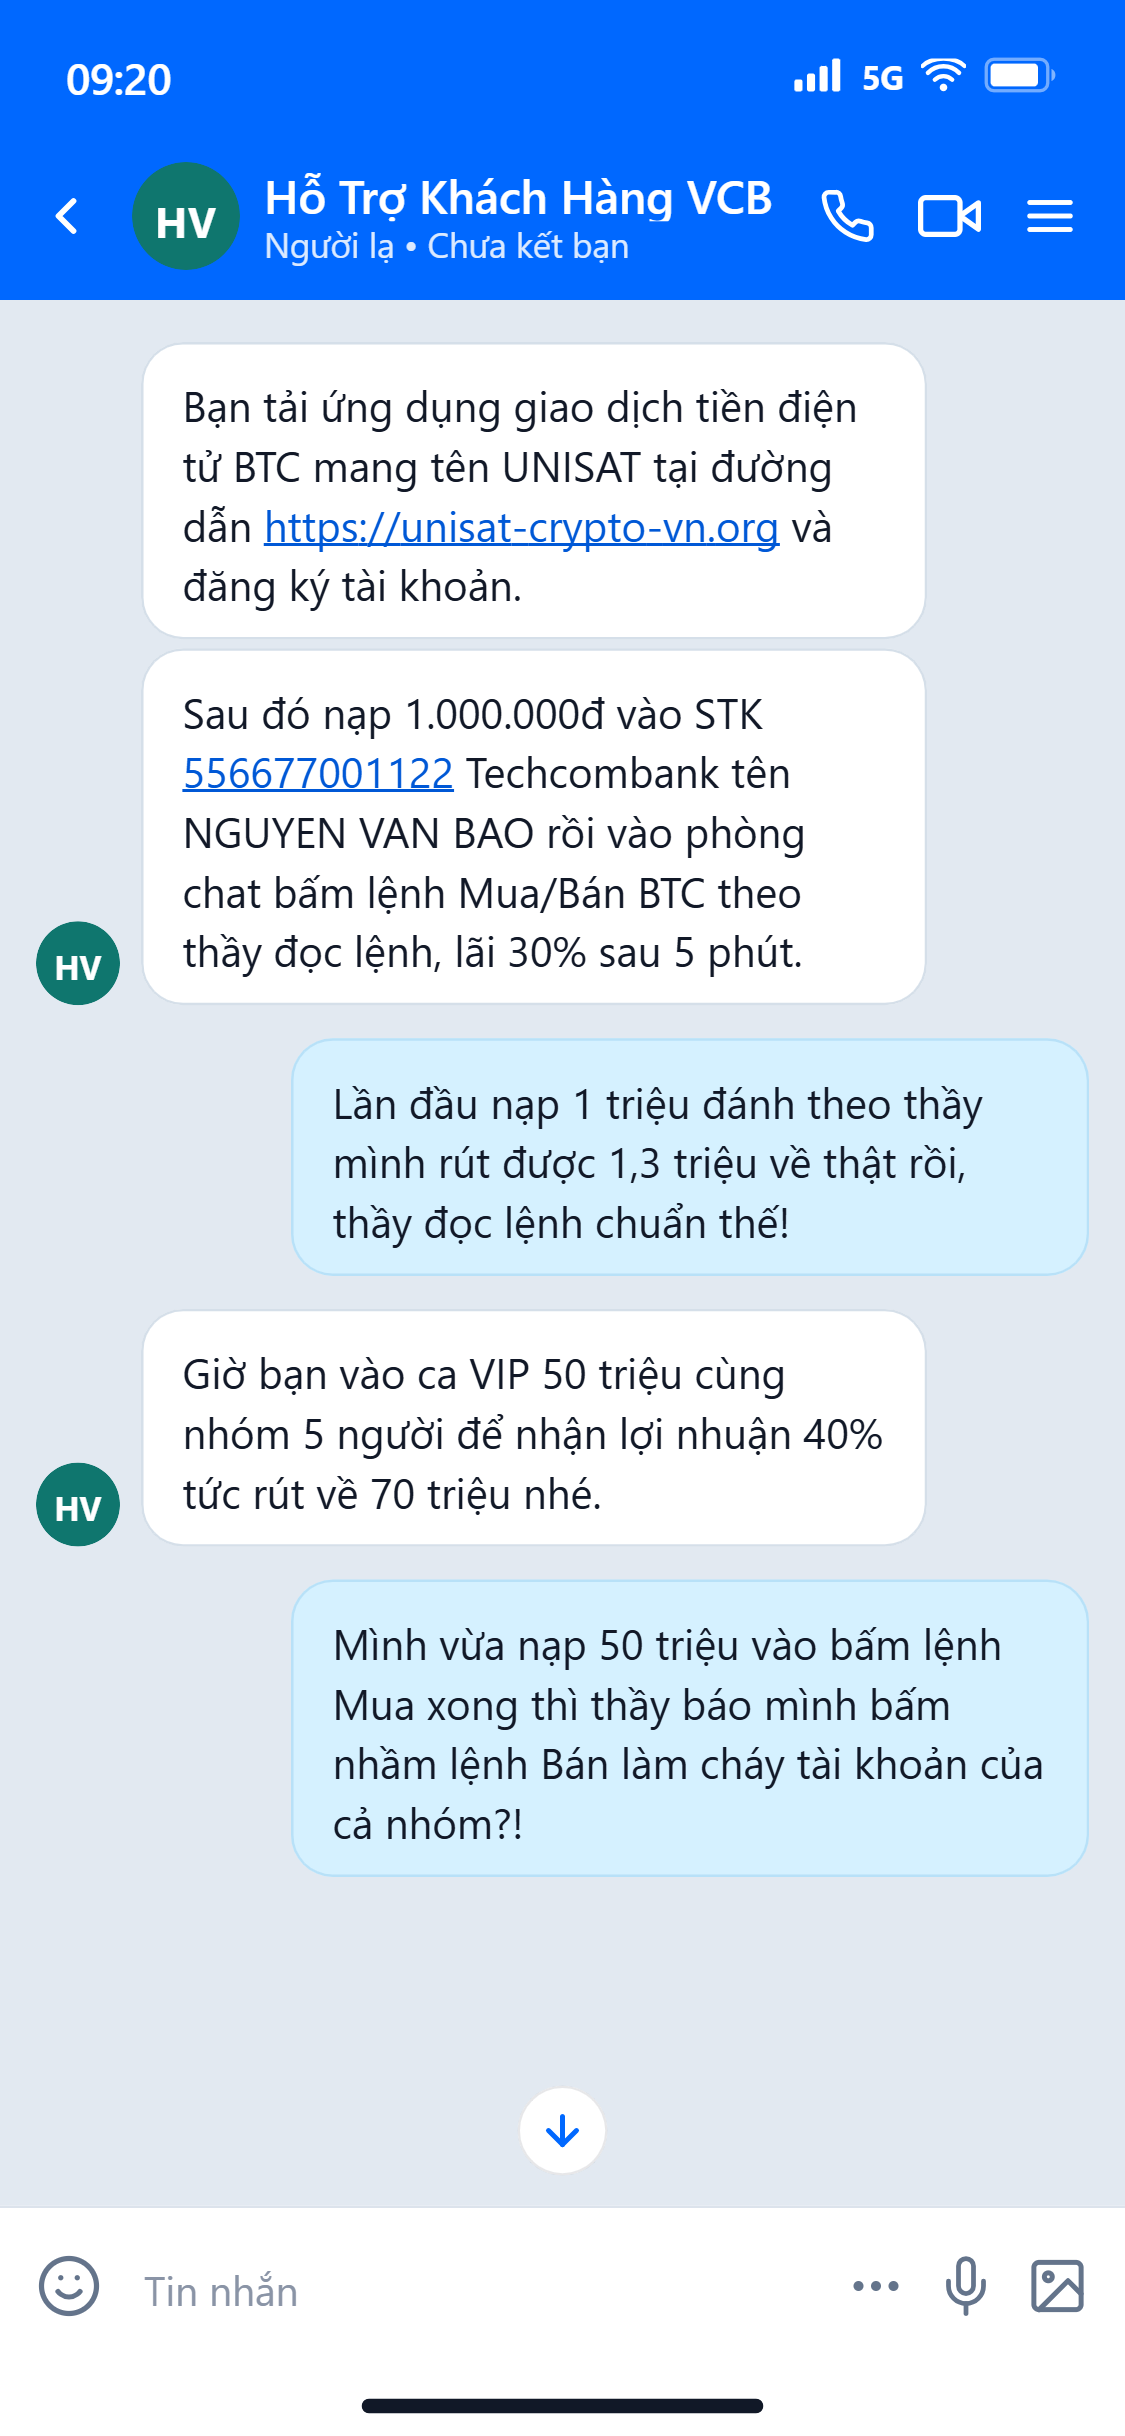 09:20
5G
HV
Hỗ Trợ Khách Hàng VCB
Người lạ • Chưa kết bạn
Bạn tải ứng dụng giao dịch tiền điện
tử BTC mang tên UNISAT tại đường
dẫn https://unisat-crypto-vn.org và
đăng ký tài khoản.
Sau đó nạp 1.000.000đ vào STK
556677001122 Techcombank tên
NGUYEN VAN BAO rồi vào phòng
chat bấm lệnh Mua/Bán BTC theo
thầy đọc lệnh, lãi 30% sau 5 phút.
HV
Lần đầu nạp 1 triệu đánh theo thầy
mình rút được 1,3 triệu về thật rồi,
thầy đọc lệnh chuẩn thế!
Giờ bạn vào ca VIP 50 triệu cùng
nhóm 5 người để nhận lợi nhuận 40%
tức rút về 70 triệu nhé.
HV
Mình vừa nạp 50 triệu vào bấm lệnh
Mua xong thì thầy báo mình bấm
nhầm lệnh Bán làm cháy tài khoản của
cả nhóm?!
Tin nhắn